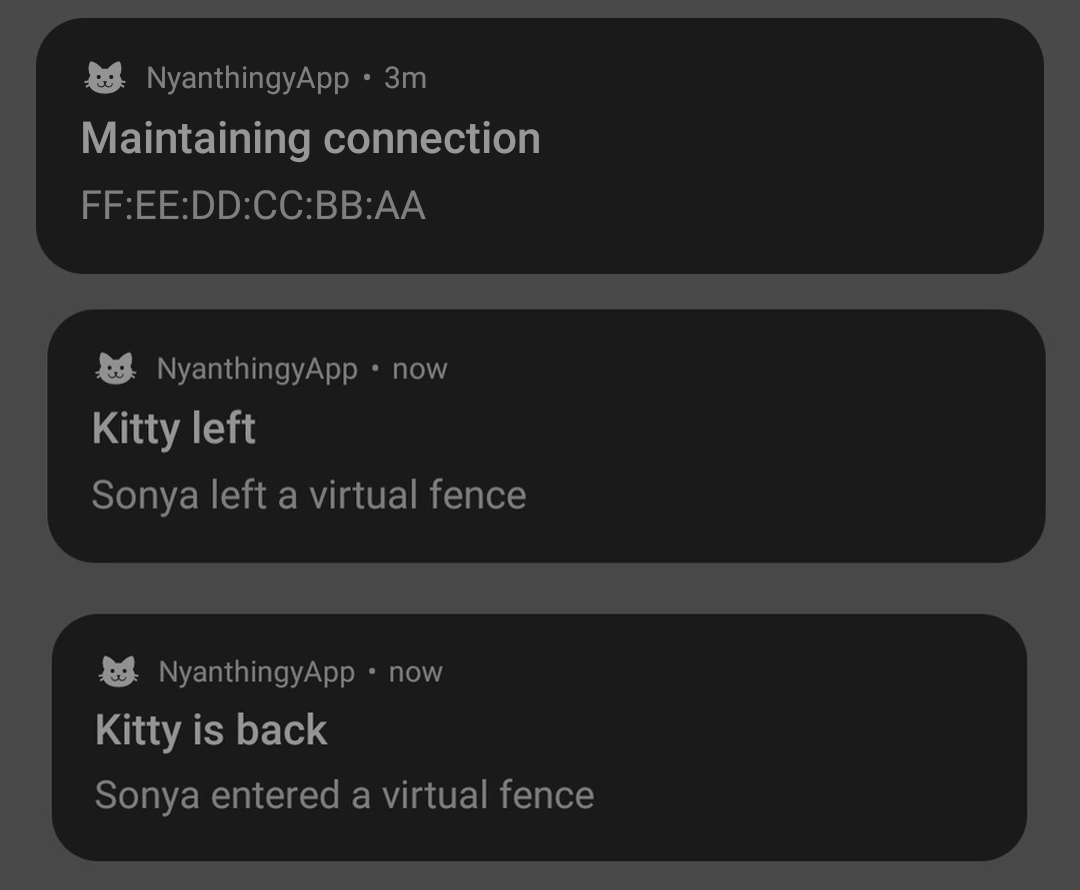 NyanthingyApp • 3m
Maintaining connection
FF:EE:DD:CC:BB:AA
NyanthingyApp • now
Kitty left
Sonya left a virtual fence
NyanthingyApp • now
Kitty is back
Sonya entered a virtual fence